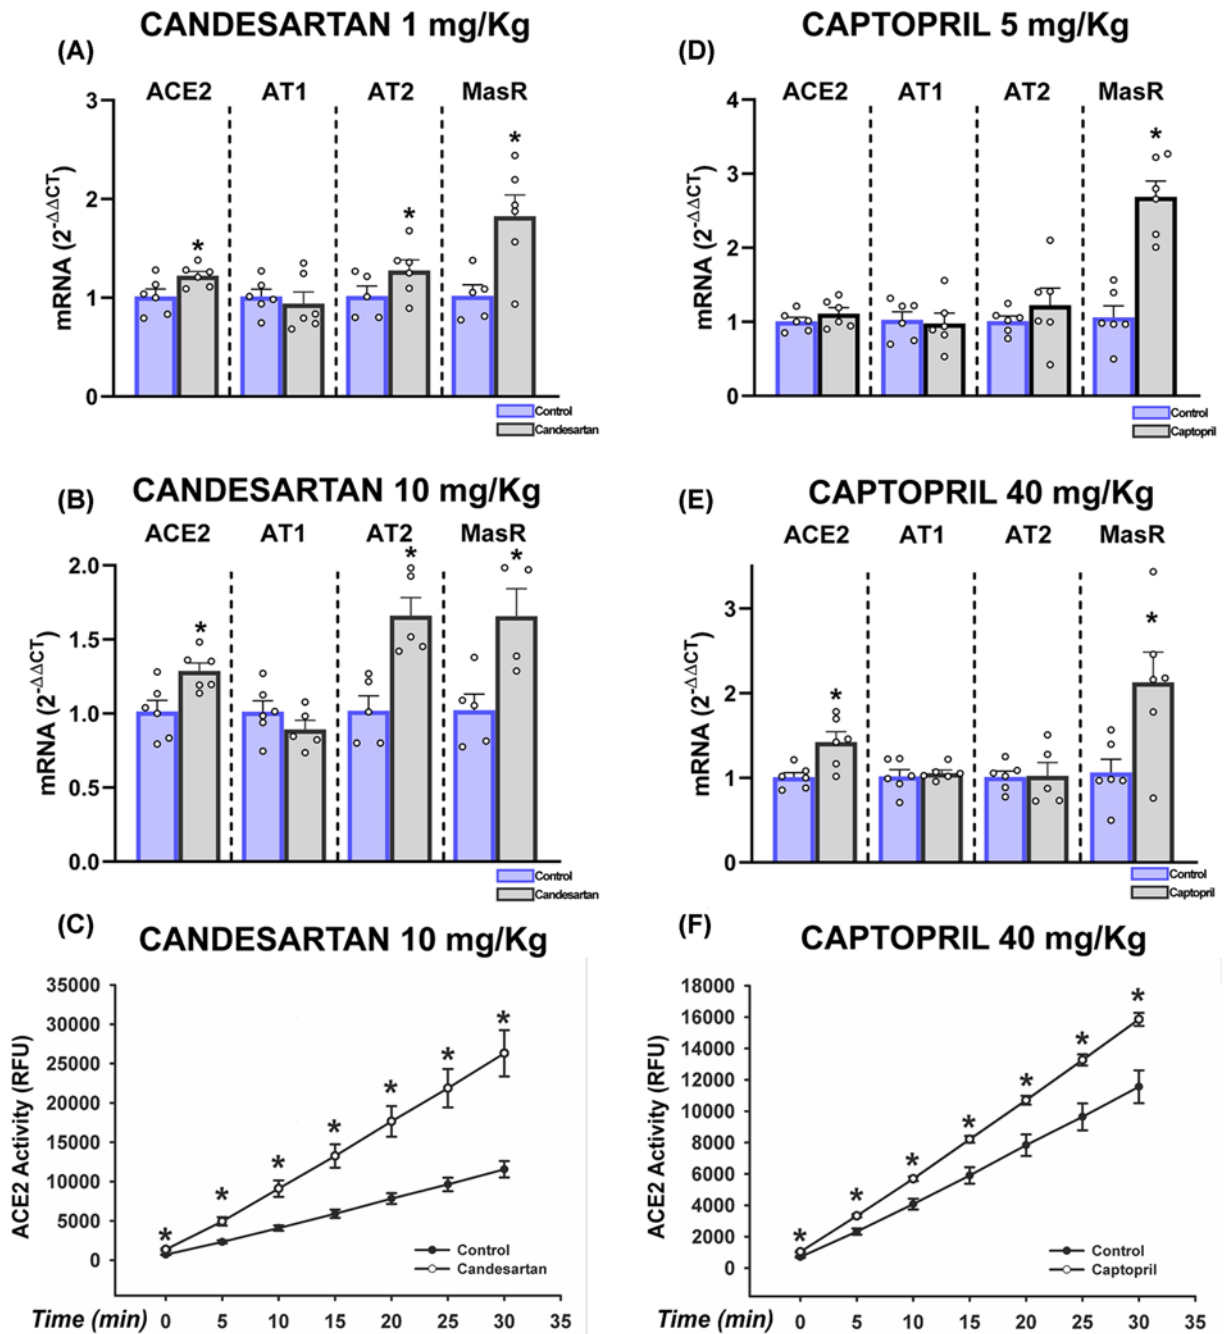 CANDESARTAN 1 mg/Kg
(A)
ACE2 AT1 AT2 MasR
mRNA (2^-ΔΔCT)
3
2
1
0
* * *
Control
Candesartan
CAPTOPRIL 5 mg/Kg
(D)
ACE2 AT1 AT2 MasR
mRNA (2^-ΔΔCT)
4
3
2
1
0
*
Control
Captopril
CANDESARTAN 10 mg/Kg
(B)
ACE2 AT1 AT2 MasR
mRNA (2^-ΔΔCT)
2.0
1.5
1.0
0.5
0.0
* * *
Control
Candesartan
CAPTOPRIL 40 mg/Kg
(E)
ACE2 AT1 AT2 MasR
mRNA (2^-ΔΔCT)
3
2
1
0
* *
Control
Captopril
(C)
CANDESARTAN 10 mg/Kg
ACE2 Activity (RFU)
35000
30000
25000
20000
15000
10000
5000
0
* * * * * * *
Control
Candesartan
Time (min) 0 5 10 15 20 25 30 35
(F)
CAPTOPRIL 40 mg/Kg
ACE2 Activity (RFU)
18000
16000
14000
12000
10000
8000
6000
4000
2000
0
* * * * * * *
Control
Captopril
Time (min) 0 5 10 15 20 25 30 35